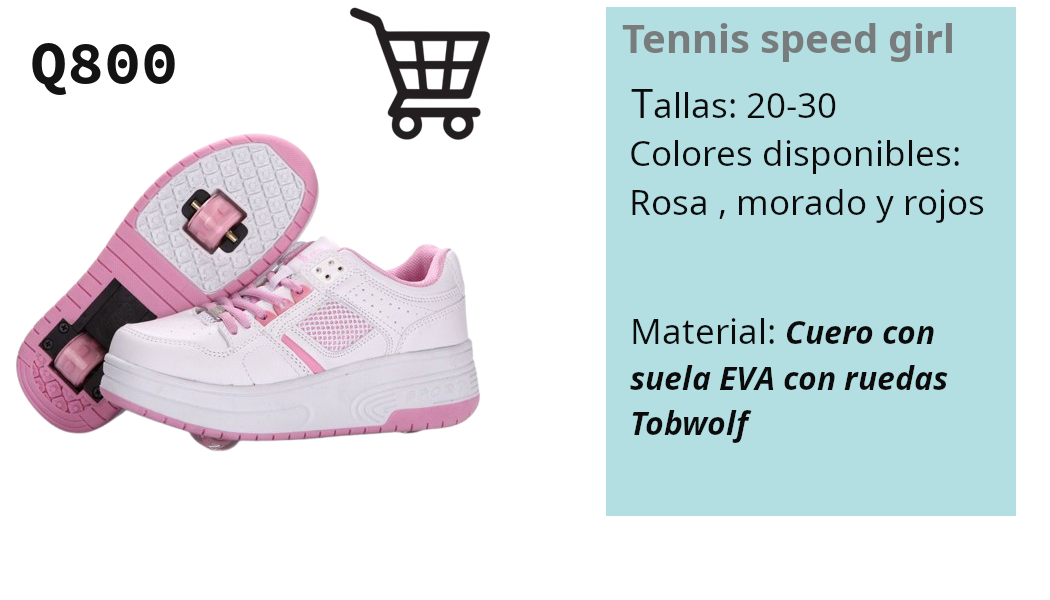 Q800
Tennis speed girl
Tallas: 20-30
Colores disponibles:
Rosa , morado y rojos
Material: Cuero con
suela EVA con ruedas
Tobwolf